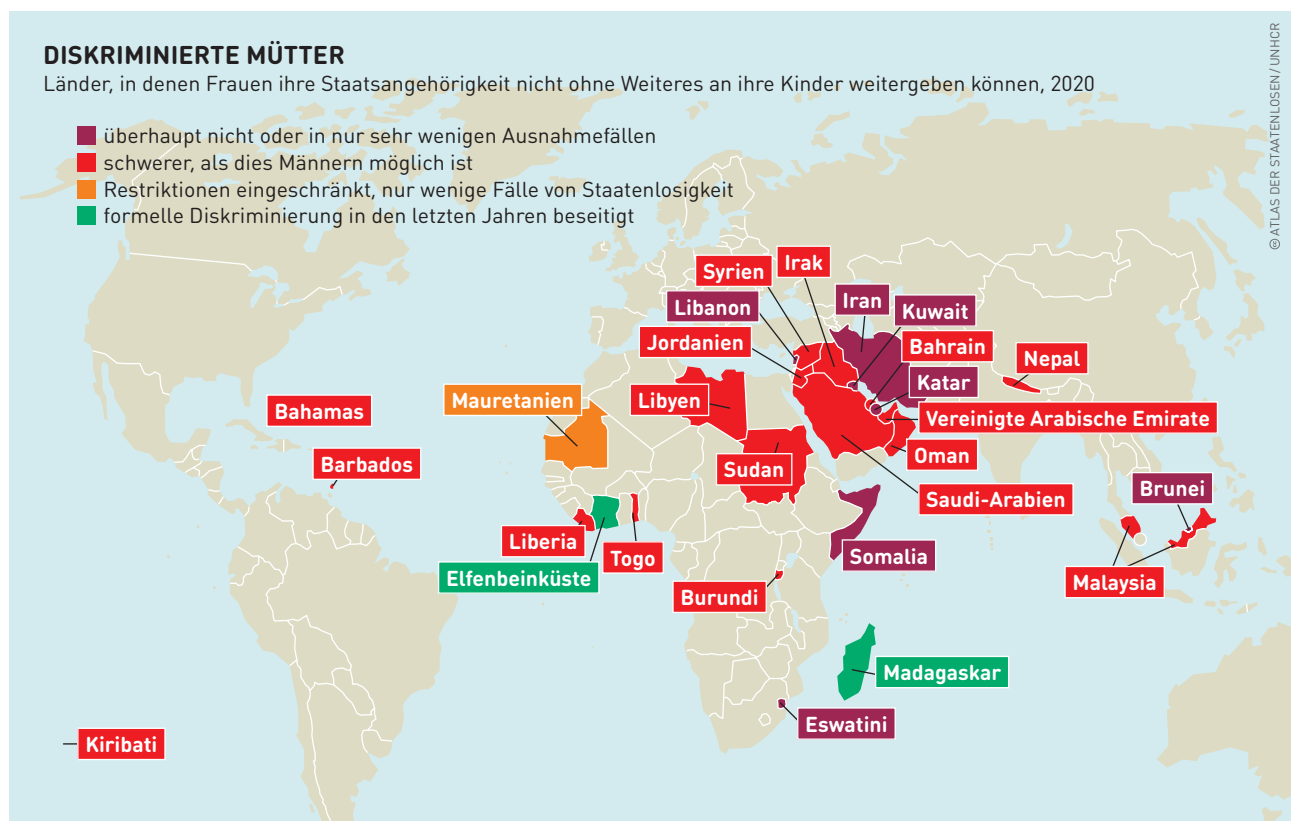 DISKRIMINIERTE MÜTTER
Länder, in denen Frauen ihre Staatsangehörigkeit nicht ohne Weiteres an ihre Kinder weitergeben können, 2020
überhaupt nicht oder in nur sehr wenigen Ausnahmefällen
schwerer, als dies Männern möglich ist
Restriktionen eingeschränkt, nur wenige Fälle von Staatenlosigkeit
formelle Diskriminierung in den letzten Jahren beseitigt
© ATLAS DER STAATENLOSEN / UNHCR
Syrien
Irak
Libanon
Iran
Kuwait
Jordanien
Bahrain
Nepal
Katar
Mauretanien
Libyen
Bahamas
Vereinigte Arabische Emirate
Barbados
Sudan
Oman
Saudi-Arabien
Brunei
Liberia
Togo
Somalia
Elfenbeinküste
Burundi
Malaysia
Madagaskar
Eswatini
Kiribati